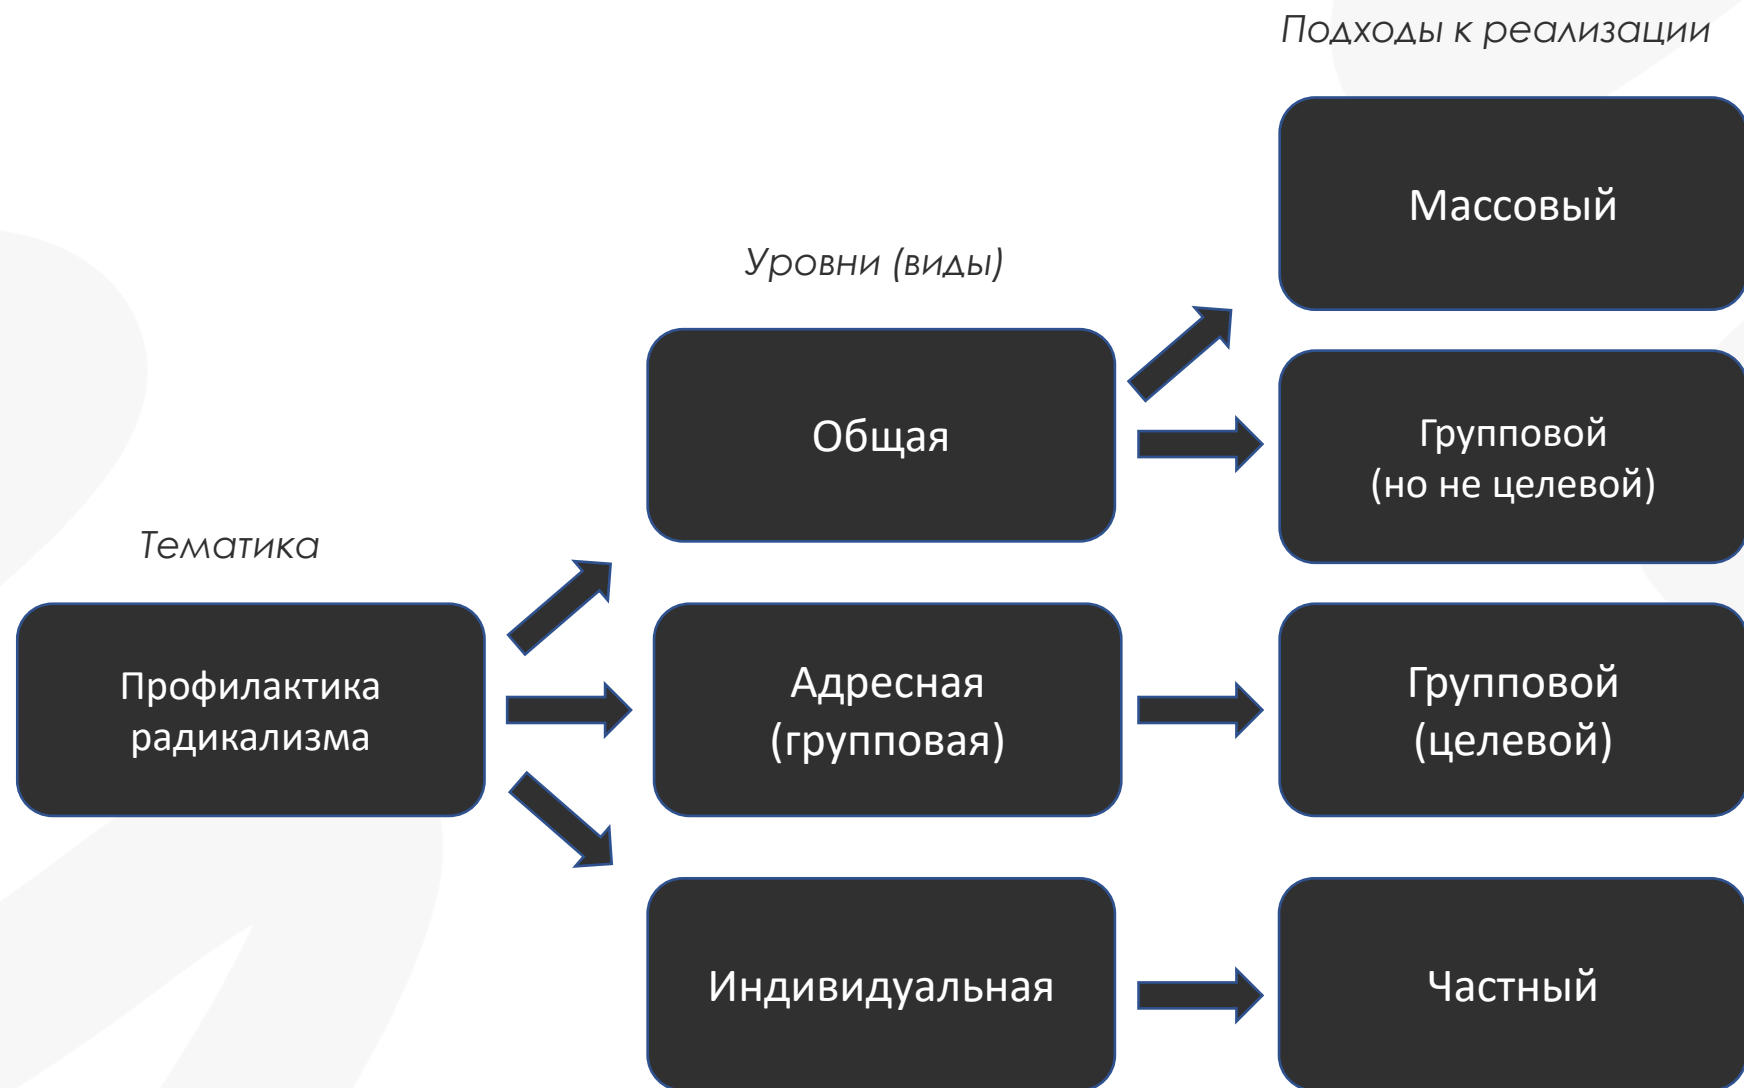 Подходы к реализации
Массовый
Уровни (виды)
Общая
Групповой
(но не целевой)
Тематика
Профилактика
радикализма
Адресная
(групповая)
Групповой
(целевой)
Индивидуальная
Частный